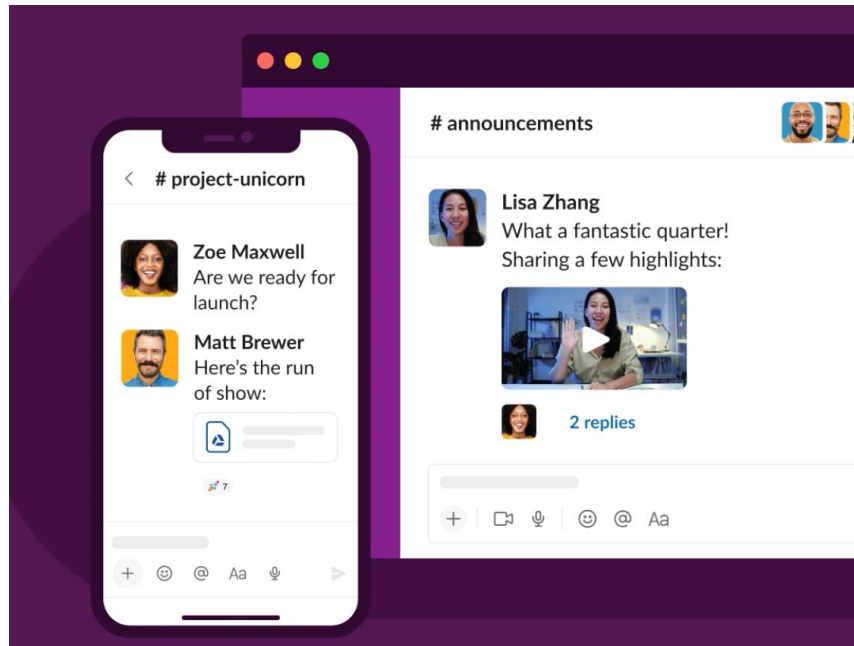 # project-unicorn
Zoe Maxwell
Are we ready for
launch?
Matt Brewer
Here's the run
of show:
7
Aa
# announcements
Lisa Zhang
What a fantastic quarter!
Sharing a few highlights:
2 replies
@ Aa